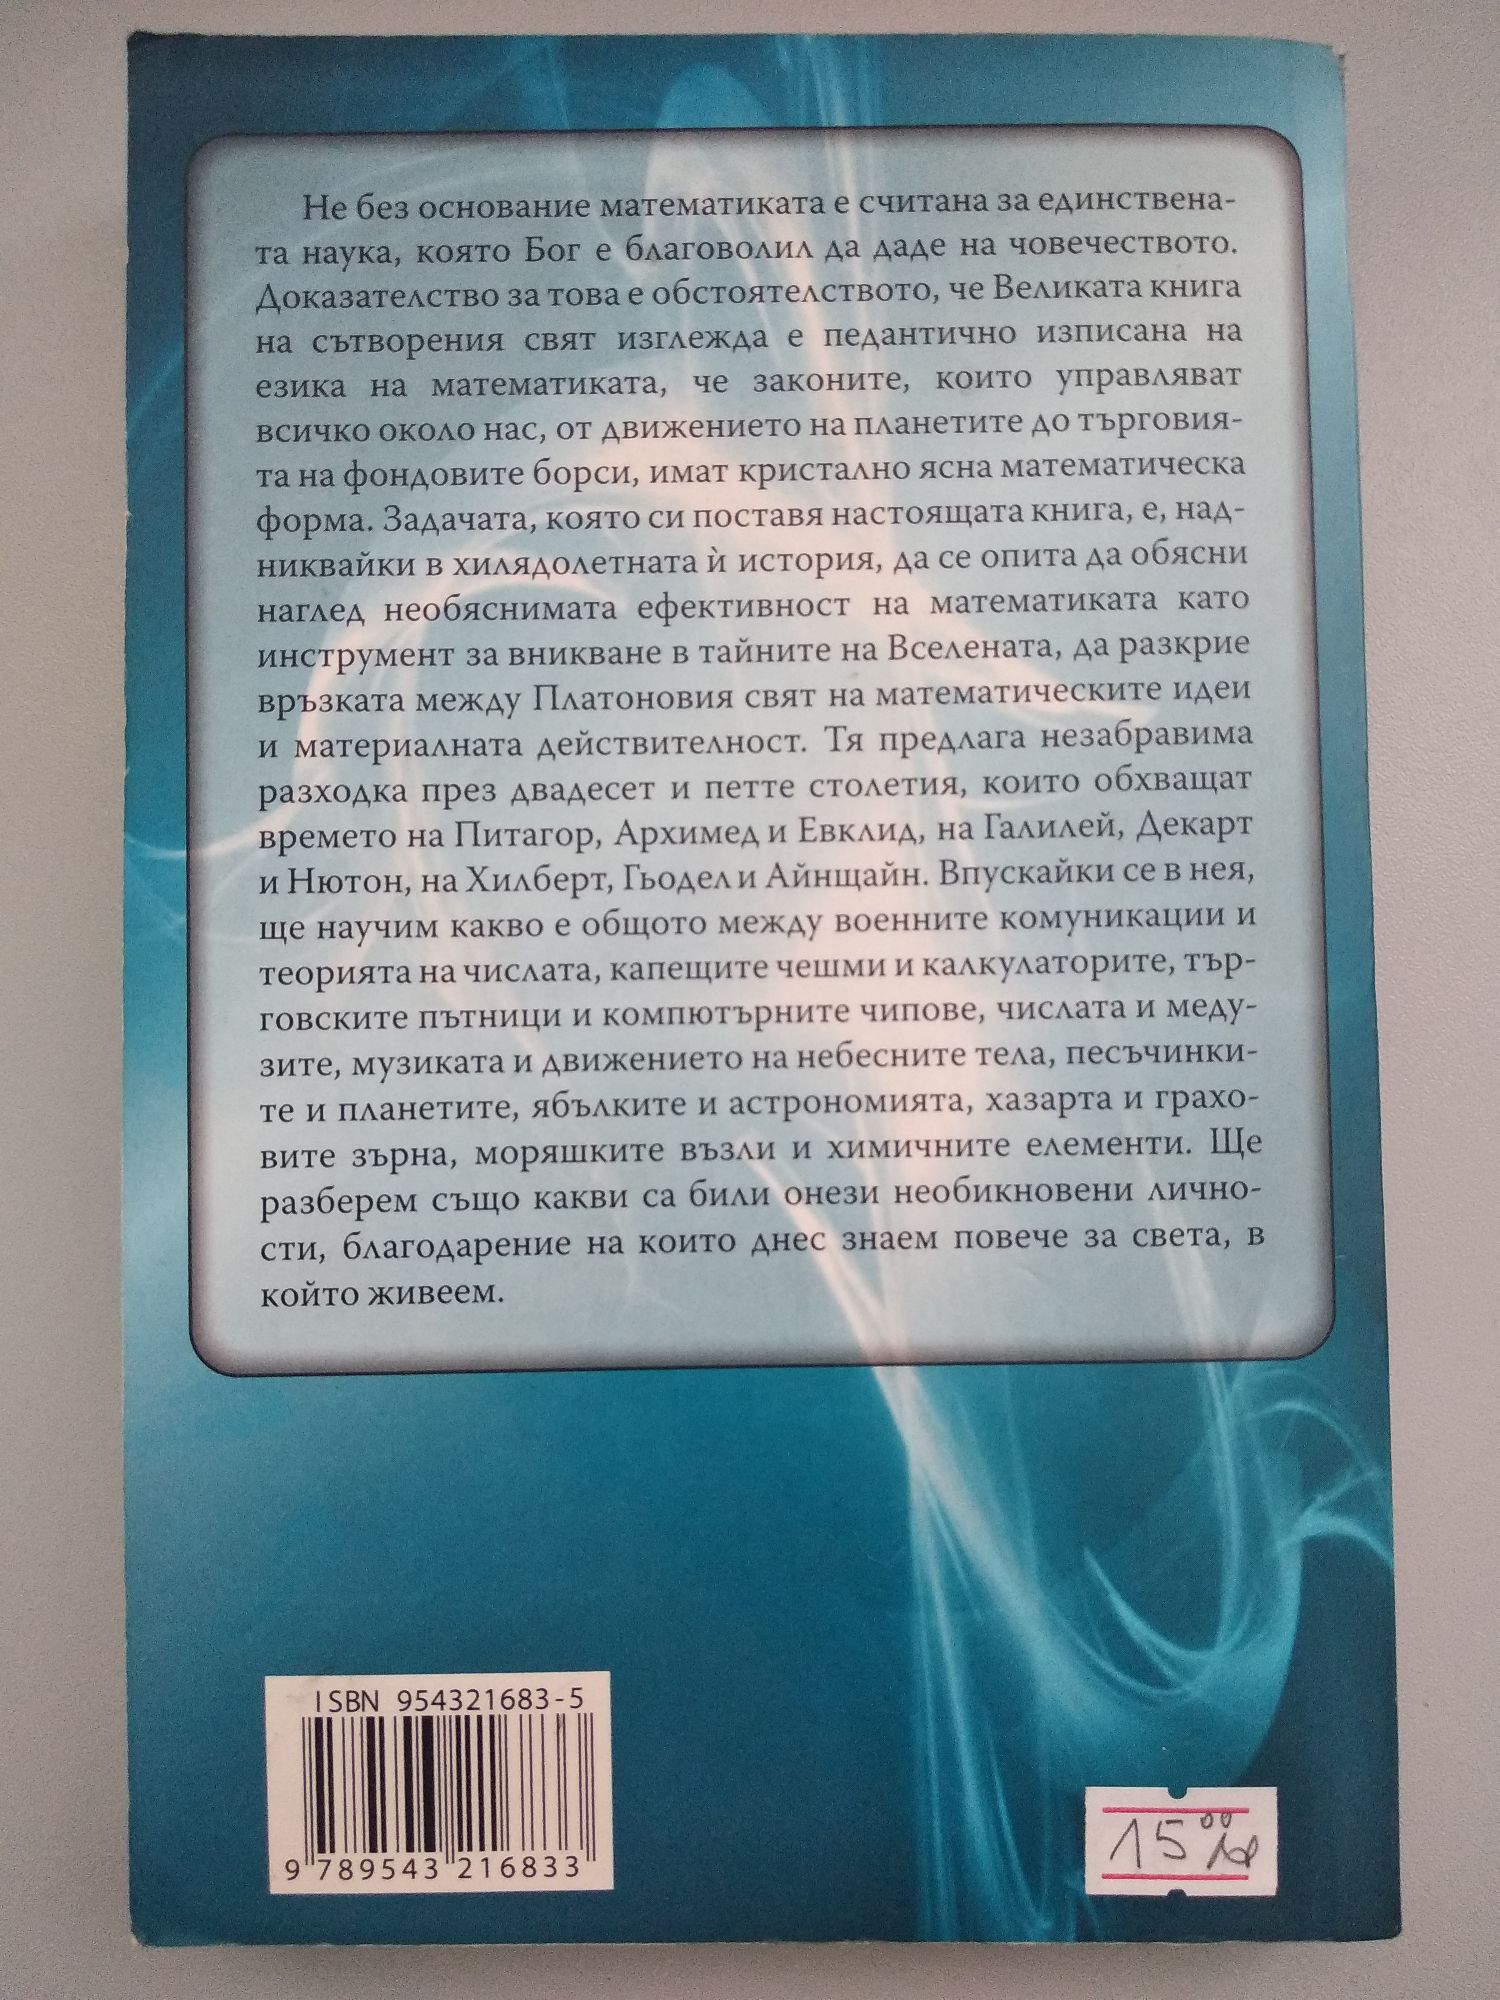 Не без основание математиката е считана за единствена-
та наука, която Бог е благоволил да даде на човечеството.
Доказателство за това е обстоятелството, че Великата книга
на сътворения свят изглежда е педантично изписана на
езика на математиката, че законите, които управляват
всичко около нас, от движението на планетите до търговия-
та на фондовите борси, имат кристално ясна математическа
форма. Задачата, която си поставя настоящата книга, е, над-
никвайки в хилядолетната ѝ история, да се опита да обясни
наглед необяснимата ефективност на математиката като
инструмент за вникване в тайните на Вселената, да разкрие
връзката между Платоновия свят на математическите идеи
и материалната действителност. Тя предлага незабравима
разходка през двадесет и петте столетия, които обхващат
времето на Питагор, Архимед и Евклид, на Галилей, Декарт
и Нютон, на Хилберт, Гьодел и Айнщайн. Впускайки се в нея,
ще научим какво е общото между военните комуникации и
теорията на числата, капещите чешми и калкулаторите, тър-
говските пътници и компютърните чипове, числата и меду-
зите, музиката и движението на небесните тела, песъчинки-
те и планетите, ябълките и астрономията, хазарта и грахо-
вите зърна, моряшките възли и химичните елементи. Ще
разберем също какви са били онези необикновени лично-
сти, благодарение на които днес знаем повече за света, в
който живеем.
ISBN 954321683-5
9 789543 216833
15 00 лв